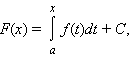 F(x) = ∫ₐˣ f(t)dt + C,